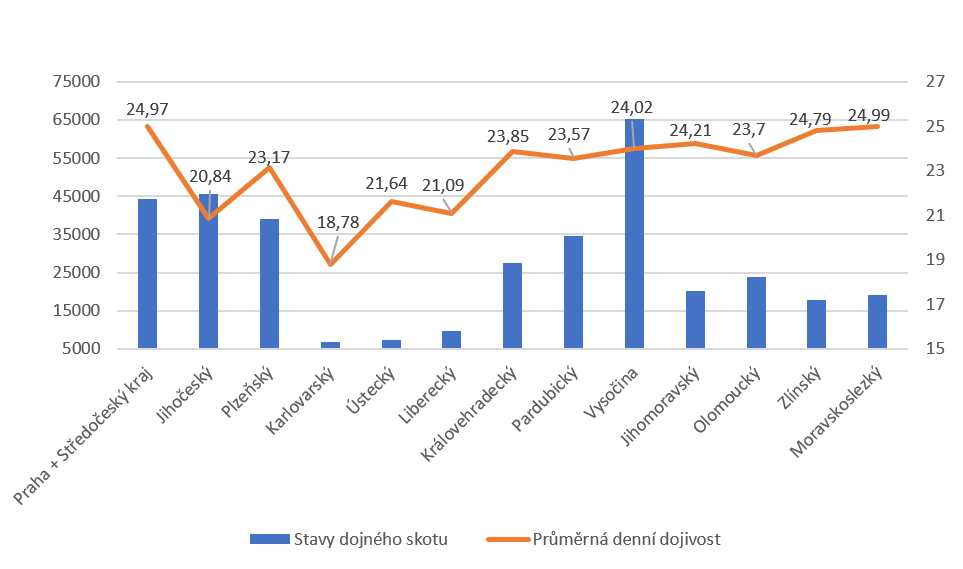 75000
65000
55000
45000
35000
25000
15000
5000
27
25
23
21
19
17
15
24,97
20,84
23,17
18,78
21,64
21,09
23,85
23,57
24,02
24,21
23,7
24,79
24,99
Praha + Středočeský kraj
Jihočeský
Plzeňský
Karlovarský
Ústecký
Liberecký
Královehradecký
Pardubický
Vysočina
Jihomoravský
Olomoucký
Zlínský
Moravskoslezký
Stavy dojného skotu
Průměrná denní dojivost